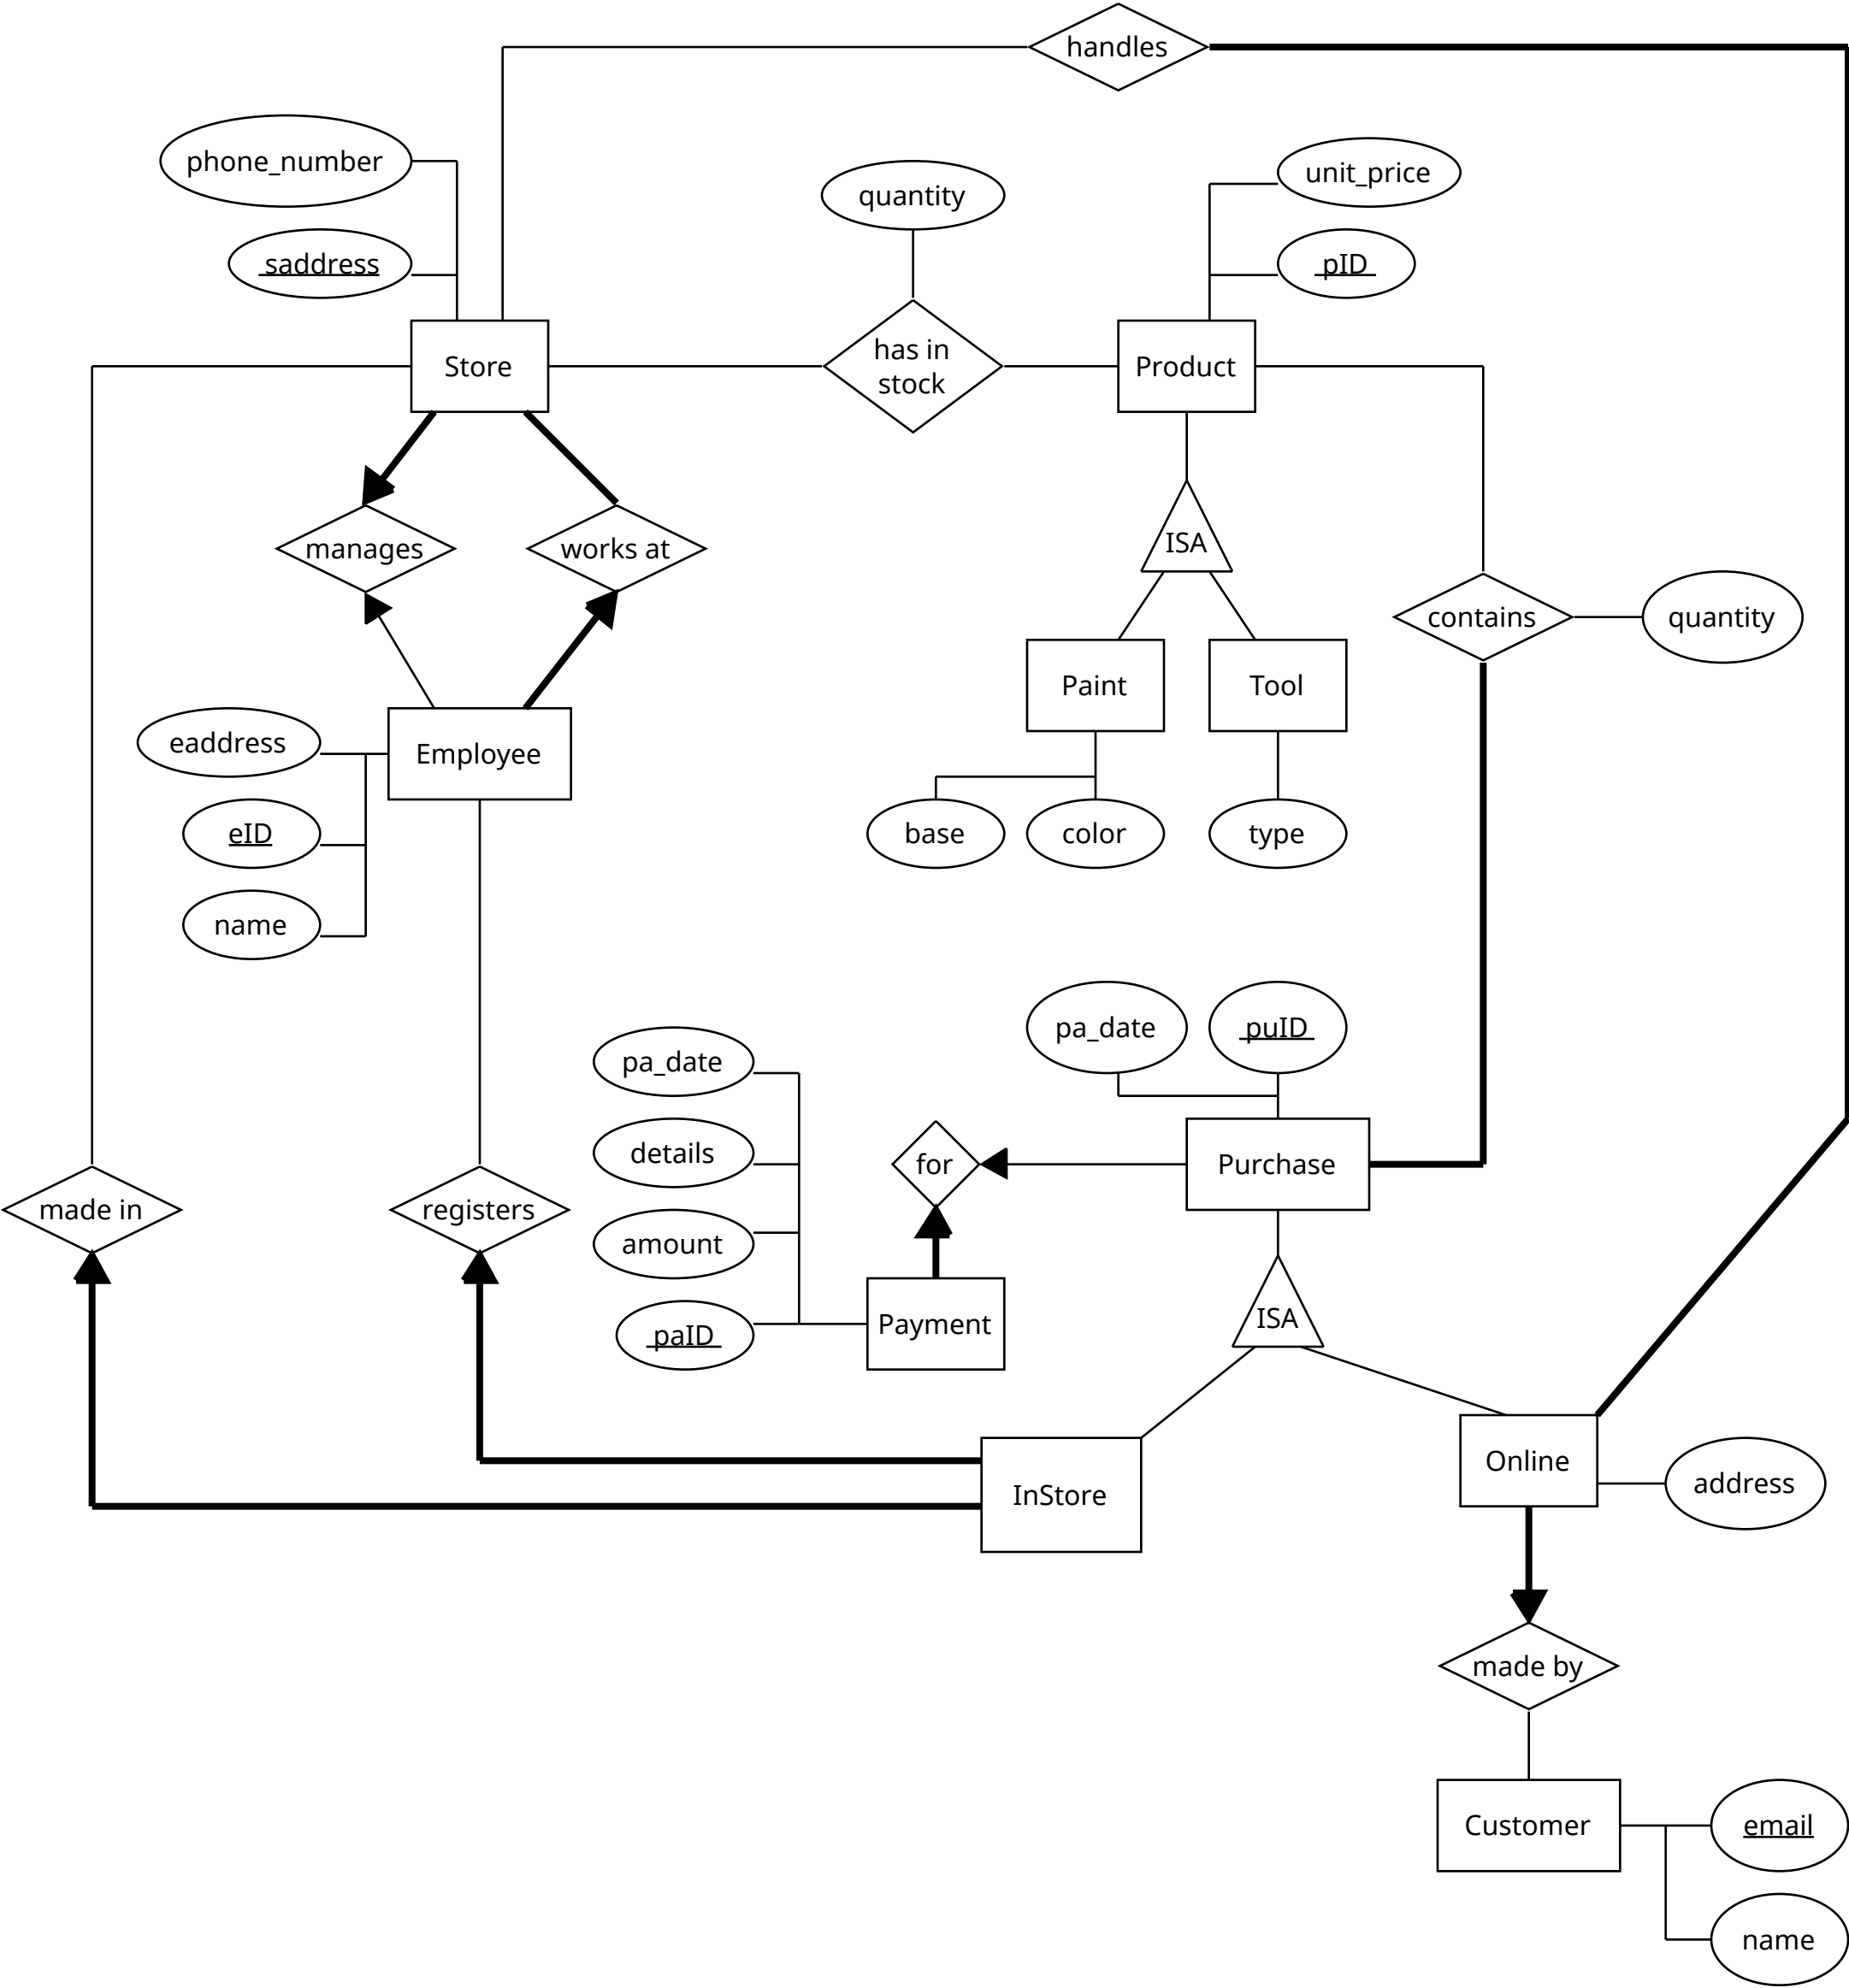 handles
phone_number
unit_price
quantity
saddress
pID
has in
stock
Store
Product
ISA
manages
works at
contains
quantity
Paint
Tool
eaddress
Employee
eID
base
color
type
name
pa_date
puID
pa_date
details
for
Purchase
made in
registers
amount
ISA
Payment
paID
Online
address
InStore
made by
Customer
email
name